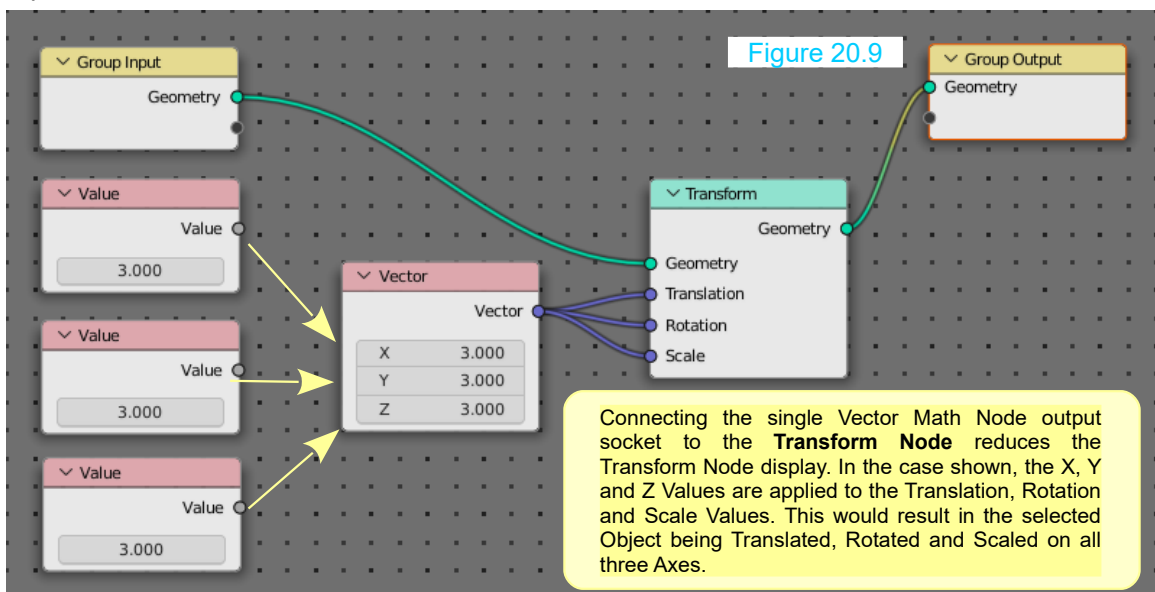 Figure 20.9
Group Input
Geometry
Group Output
Geometry
Value
Value
3.000
Value
Value
3.000
Value
Value
3.000
Vector
Vector
X 3.000
Y 3.000
Z 3.000
Transform
Geometry
Geometry
Translation
Rotation
Scale
Connecting the single Vector Math Node output
socket to the Transform Node reduces the
Transform Node display. In the case shown, the X, Y
and Z Values are applied to the Translation, Rotation
and Scale Values. This would result in the selected
Object being Translated, Rotated and Scaled on all
three Axes.